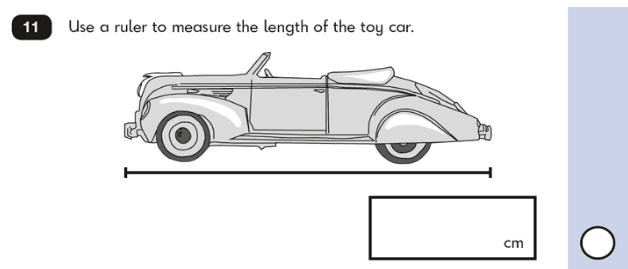 11 Use a ruler to measure the length of the toy car.
cm